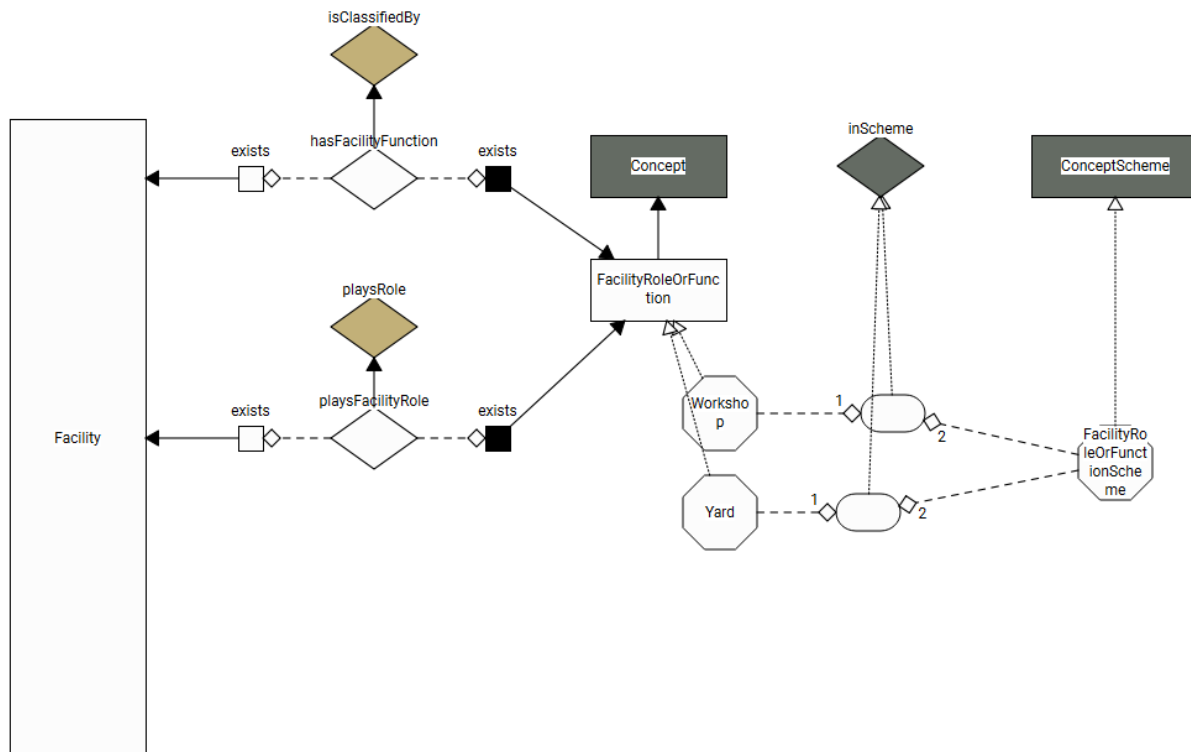 isClassifiedBy
exists
hasFacilityFunction
exists
Concept
inScheme
ConceptScheme
FacilityRoleOrFunc
tion
playsRole
exists
playsFacilityRole
exists
Facility
Worksho
p
1
2
FacilityRo
leOrFunct
ionSche
me
Yard
1
2